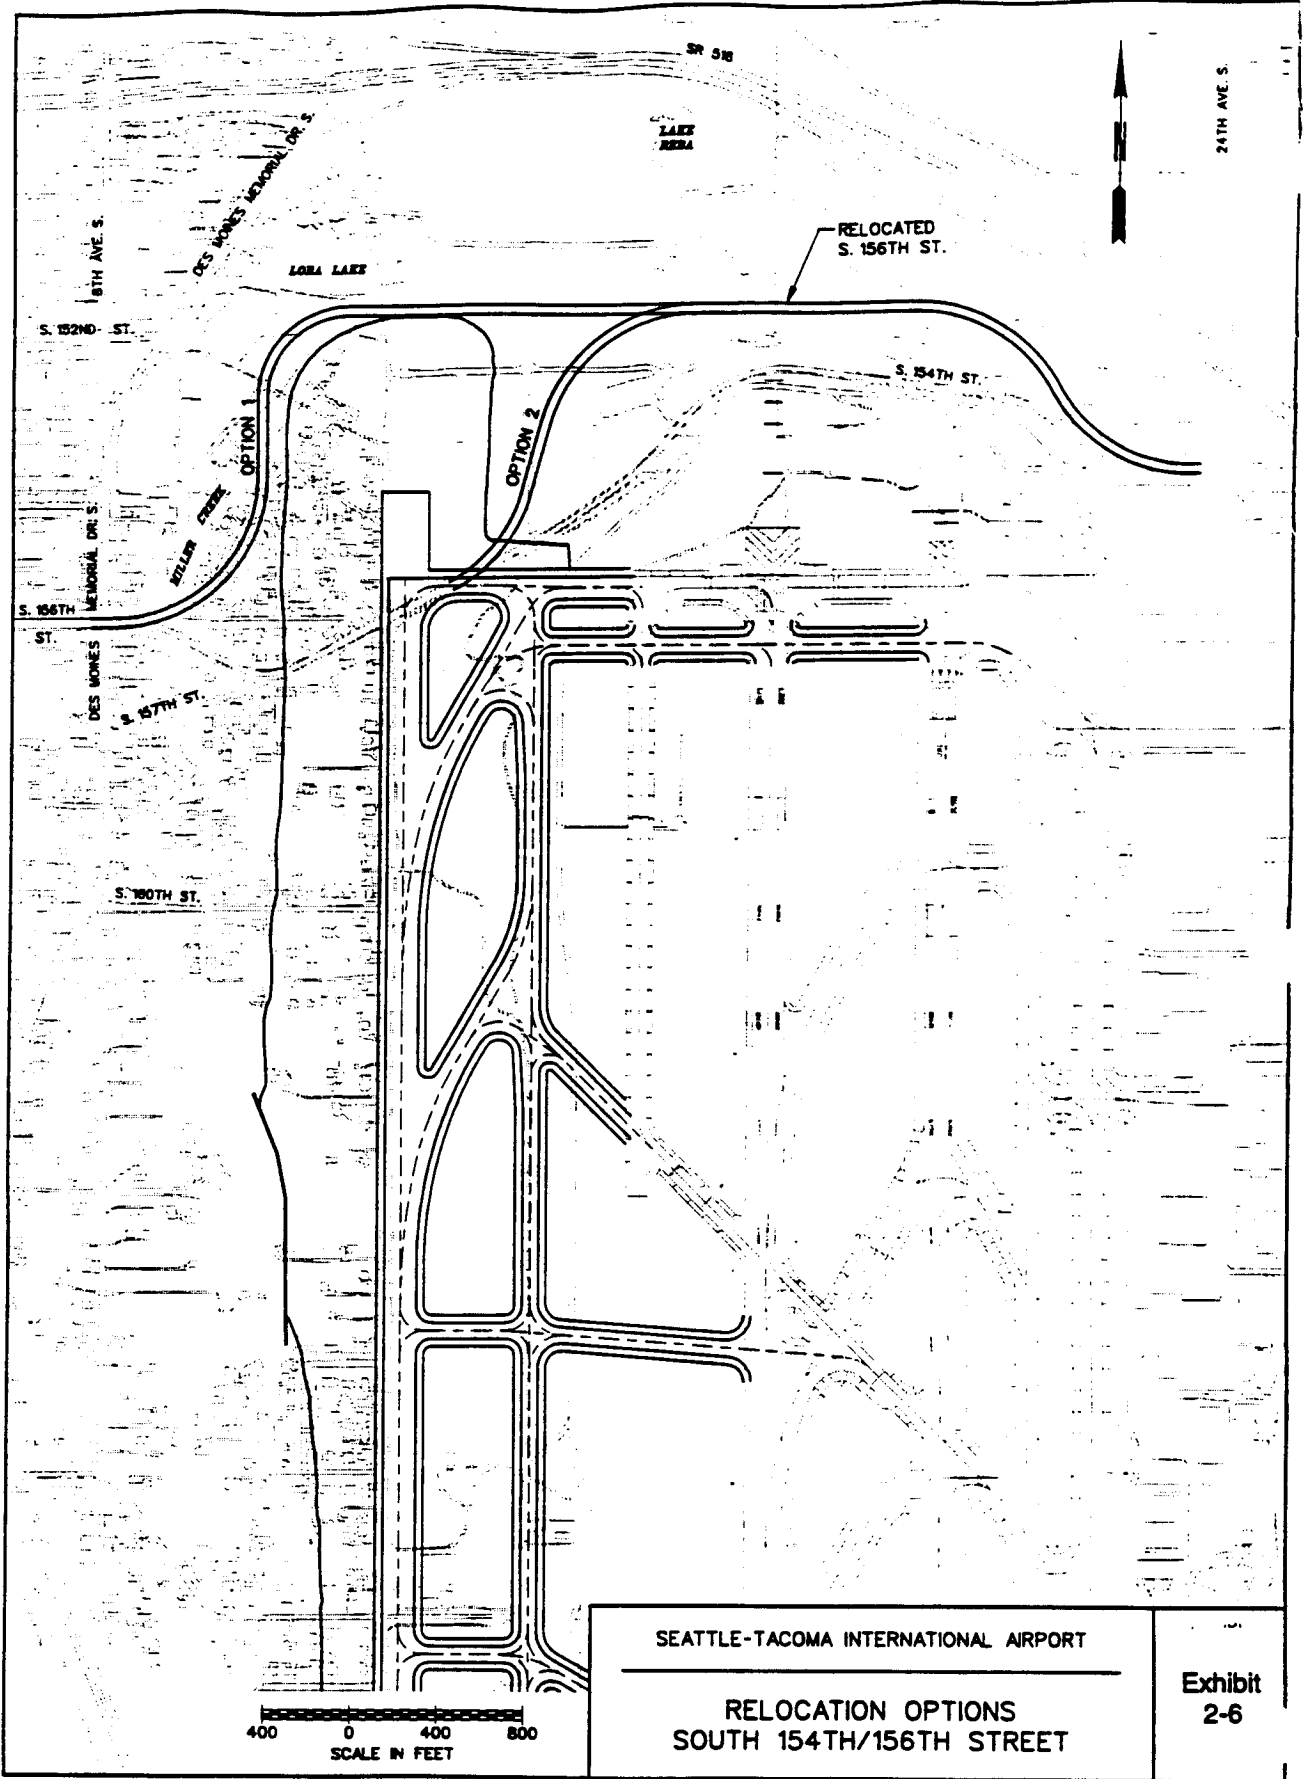 SR 518
24TH AVE. S.
LAKE
REBA
DES MOINES MEMORIAL DR. S.
8TH AVE. S.
RELOCATED
S. 156TH ST.
LORA LAKE
S. 152ND ST.
S. 154TH ST.
OPTION 1
OPTION 2
MILLER CREEK
DES MOINES MEMORIAL DR. S.
S. 156TH
ST.
S. 157TH ST.
S. 160TH ST.
SEATTLE-TACOMA INTERNATIONAL AIRPORT
RELOCATION OPTIONS
SOUTH 154TH/156TH STREET
Exhibit
2-6
400 0 400 800
SCALE IN FEET